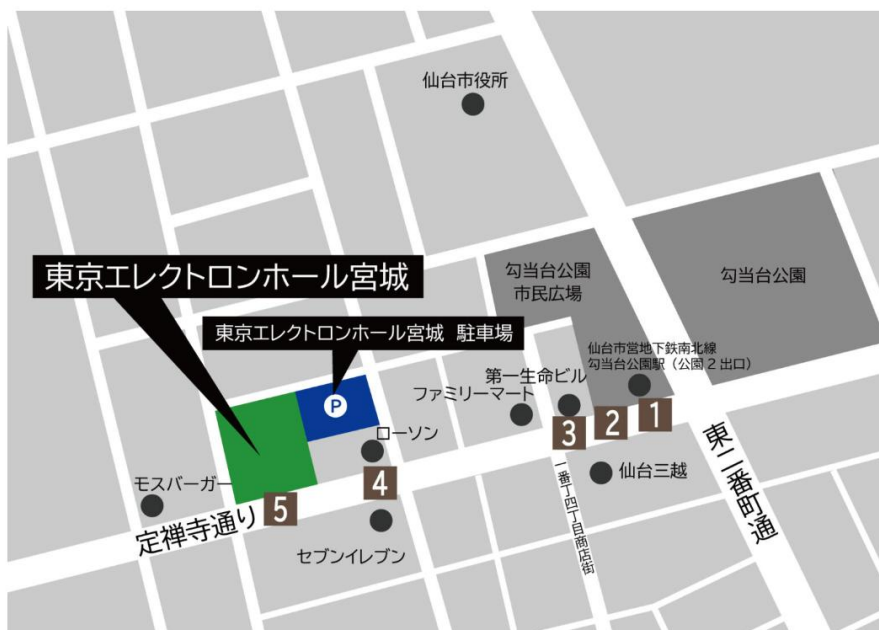 仙台市役所
東京エレクトロンホール宮城
勾当台公園
市民広場
勾当台公園
東京エレクトロンホール宮城 駐車場
仙台市営地下鉄南北線
勾当台公園駅（公園２出口）
第一生命ビル
ファミリーマート
P
1
2
3
ローソン
東二番町通
仙台三越
一番丁四丁目商店街
4
モスバーガー
5
定禅寺通り
セブンイレブン